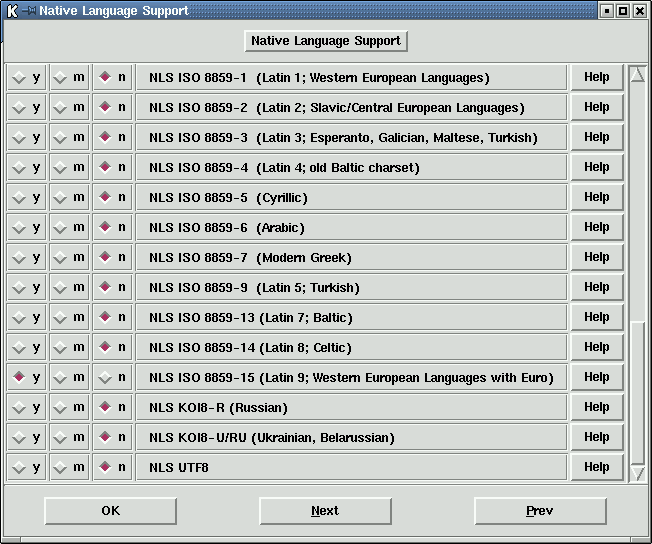 K Native Language Support
Native Language Support
y m n NLS ISO 8859-1 (Latin 1; Western European Languages) Help
y m n NLS ISO 8859-2 (Latin 2; Slavic/Central European Languages) Help
y m n NLS ISO 8859-3 (Latin 3; Esperanto, Galician, Maltese, Turkish) Help
y m n NLS ISO 8859-4 (Latin 4; old Baltic charset) Help
y m n NLS ISO 8859-5 (Cyrillic) Help
y m n NLS ISO 8859-6 (Arabic) Help
y m n NLS ISO 8859-7 (Modern Greek) Help
y m n NLS ISO 8859-9 (Latin 5; Turkish) Help
y m n NLS ISO 8859-13 (Latin 7; Baltic) Help
y m n NLS ISO 8859-14 (Latin 8; Celtic) Help
y m n NLS ISO 8859-15 (Latin 9; Western European Languages with Euro) Help
y m n NLS KOI8-R (Russian) Help
y m n NLS KOI8-U/RU (Ukrainian, Belarussian) Help
y m n NLS UTF8 Help
OK Next Prev